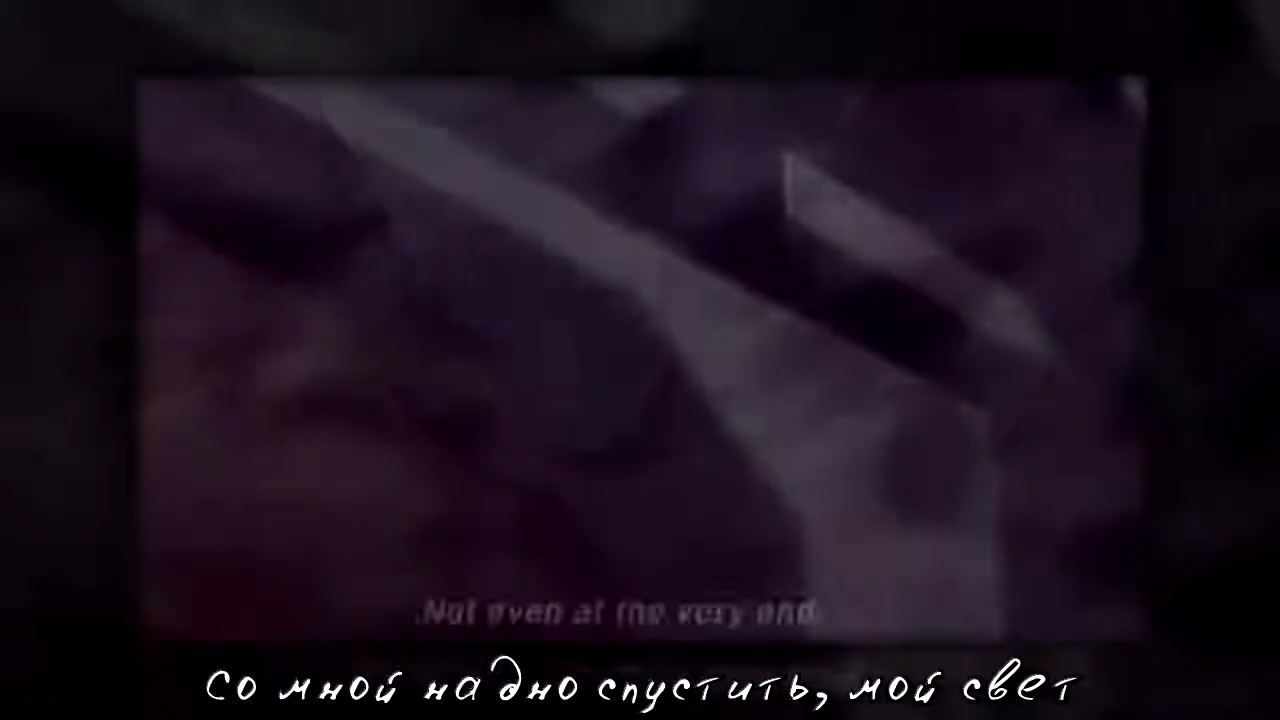 Not even at the very end.
Со мной на дно спустить, мой свет